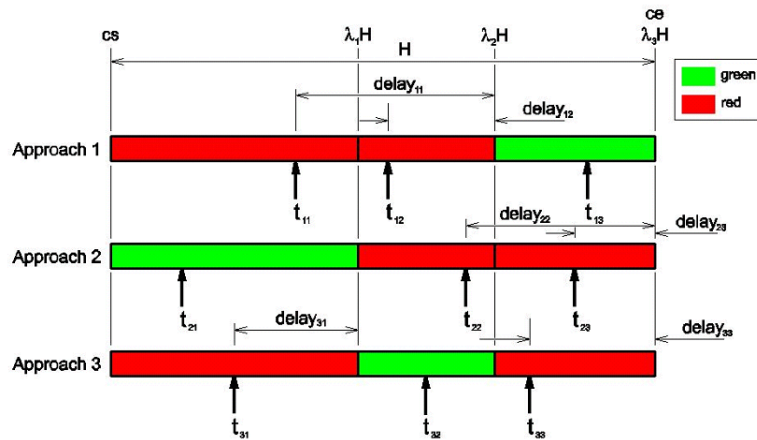 ce
cs λ₁H λ₂H λ₃H
H
green
delay₁₁
red
delay₁₂
Approach 1
t₁₁ t₁₂ t₁₃
delay₂₂
delay₂₃
Approach 2
t₂₁ t₂₂ t₂₃
delay₃₁
delay₃₃
Approach 3
t₃₁ t₃₂ t₃₃